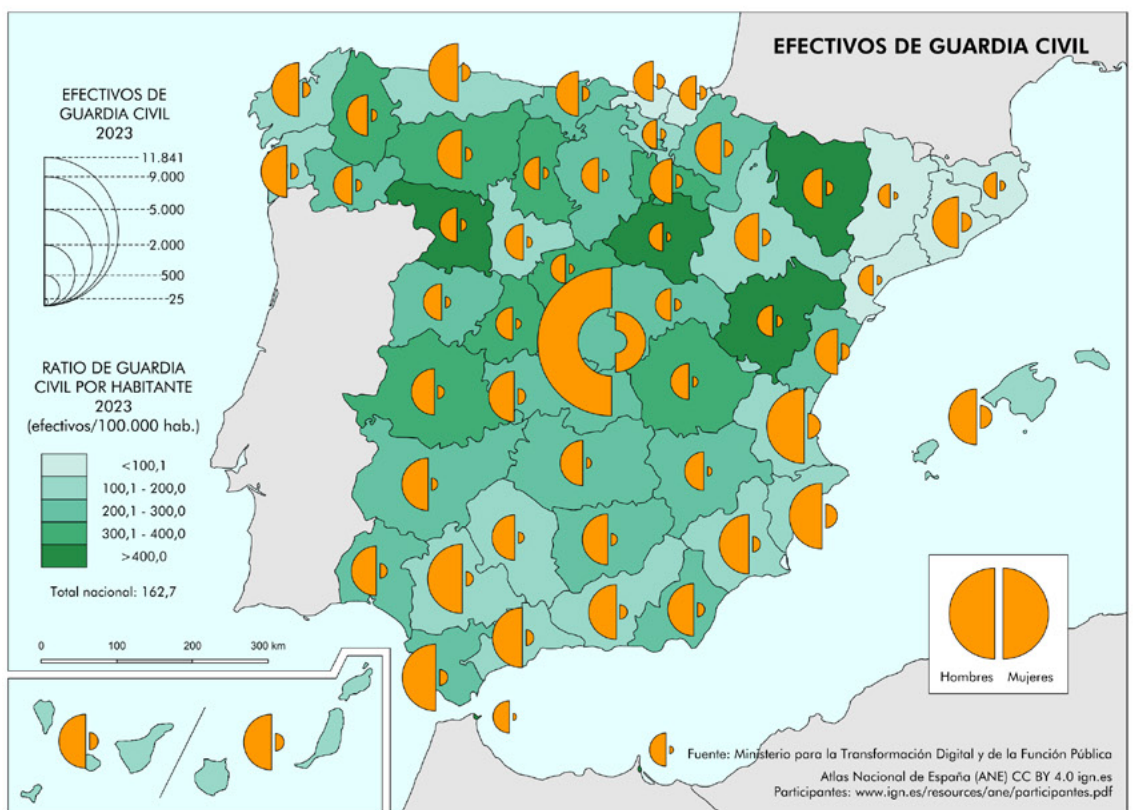 EFECTIVOS DE GUARDIA CIVIL
EFECTIVOS DE
GUARDIA CIVIL
2023
11.841
9.000
5.000
2.000
500
25
RATIO DE GUARDIA
CIVIL POR HABITANTE
2023
(efectivos/100.000 hab.)
<100,1
100,1 - 200,0
200,1 - 300,0
300,1 - 400,0
>400,0
Total nacional: 162,7
0 100 200 300 km
Hombres Mujeres
Fuente: Ministerio para la Transformación Digital y de la Función Pública
Atlas Nacional de España (ANE) CC BY 4.0 ign.es
Participantes: www.ign.es/resources/ane/participantes.pdf